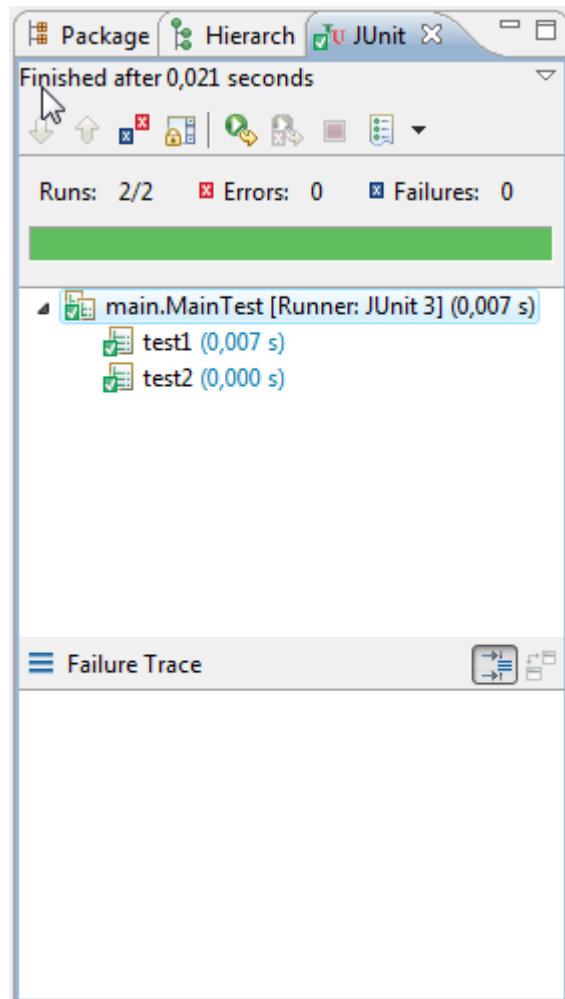 Package Hierarch JUnit
Finished after 0,021 seconds
Runs: 2/2 Errors: 0 Failures: 0
main.MainTest [Runner: JUnit 3] (0,007 s)
test1 (0,007 s)
test2 (0,000 s)
Failure Trace